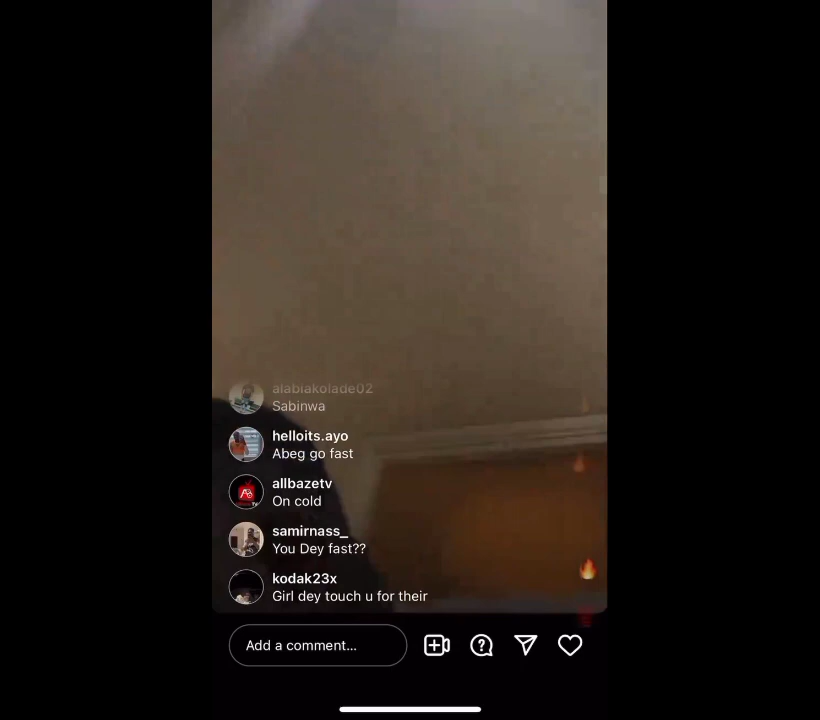 alabiakolade02
Sabinwa
helloits.ayo
Abeg go fast
allbazetv
On cold
samirnass_
You Dey fast??
kodak23x
Girl dey touch u for their
Add a comment...